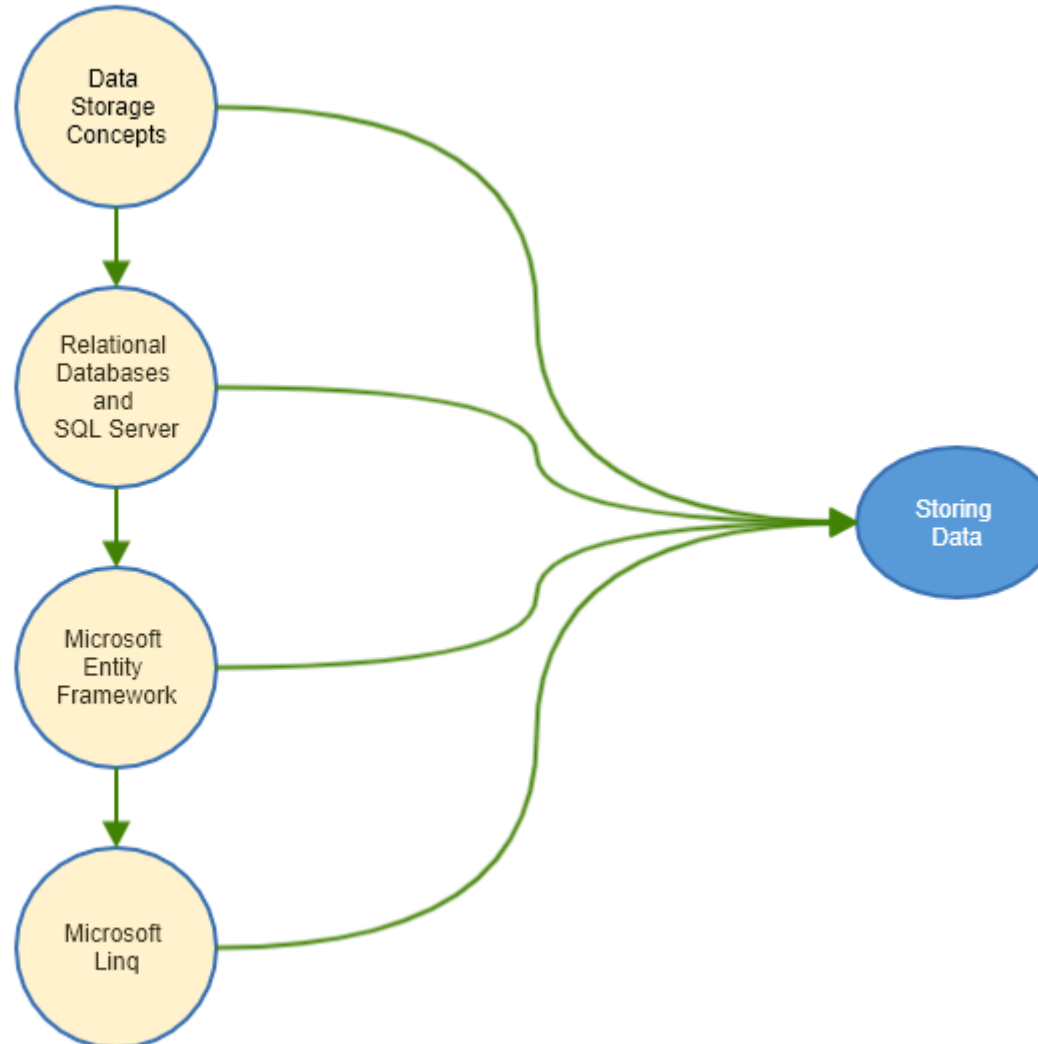 Data
Storage
Concepts
Relational
Databases
and
SQL Server
Microsoft
Entity
Framework
Microsoft
Linq
Storing
Data